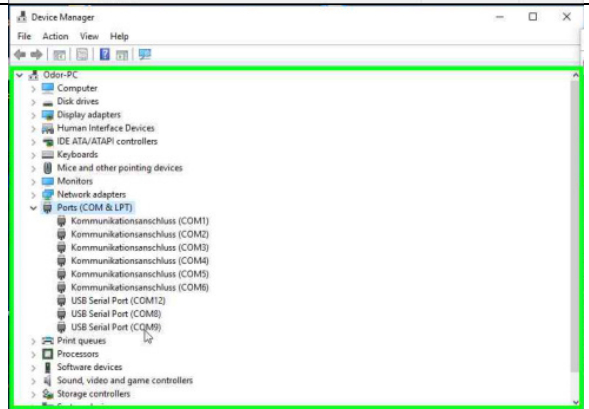 Device Manager
File Action View Help
Odor-PC
Computer
Disk drives
Display adapters
Human Interface Devices
IDE ATA/ATAPI controllers
Keyboards
Mice and other pointing devices
Monitors
Network adapters
Ports (COM & LPT)
Kommunikationsanschluss (COM1)
Kommunikationsanschluss (COM2)
Kommunikationsanschluss (COM3)
Kommunikationsanschluss (COM4)
Kommunikationsanschluss (COM5)
Kommunikationsanschluss (COM6)
USB Serial Port (COM12)
USB Serial Port (COM8)
USB Serial Port (COM9)
Print queues
Processors
Software devices
Sound, video and game controllers
Storage controllers